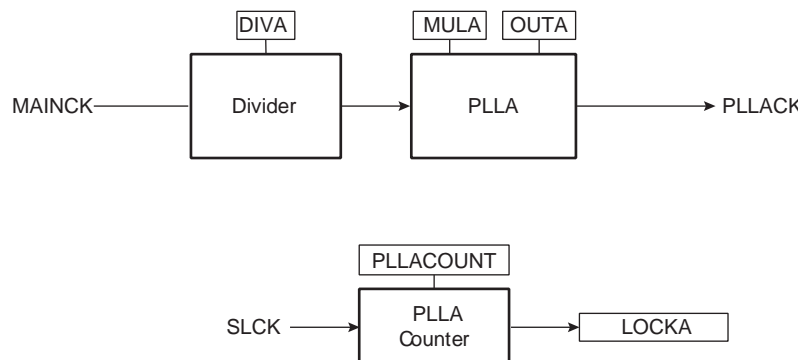 DIVA
MULA
OUTA
MAINCK
Divider
PLLA
PLLACK
PLLACOUNT
SLCK
PLLA
Counter
LOCKA